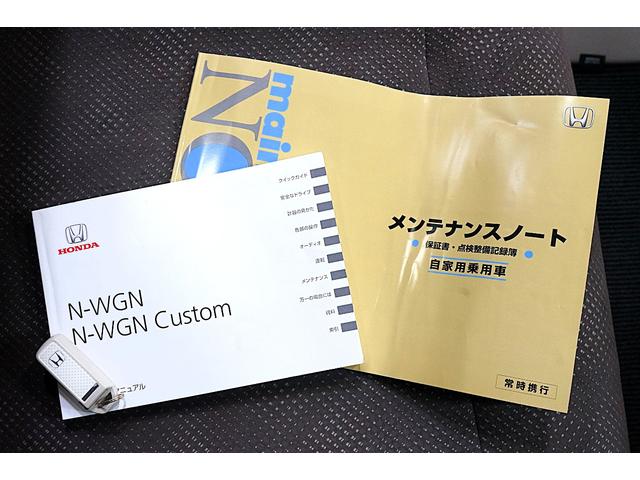 HONDA
N-WGN
N-WGN Custom
ニュアル
クイックガイド
安全なドライブ
計器の見かた
各部の操作
オーディオ
運転
メンテナンス
万一の場合には
資料
索引
main
NO
メンテナンスノート
保証書・点検整備記録簿
自家用乗用車
常時携行